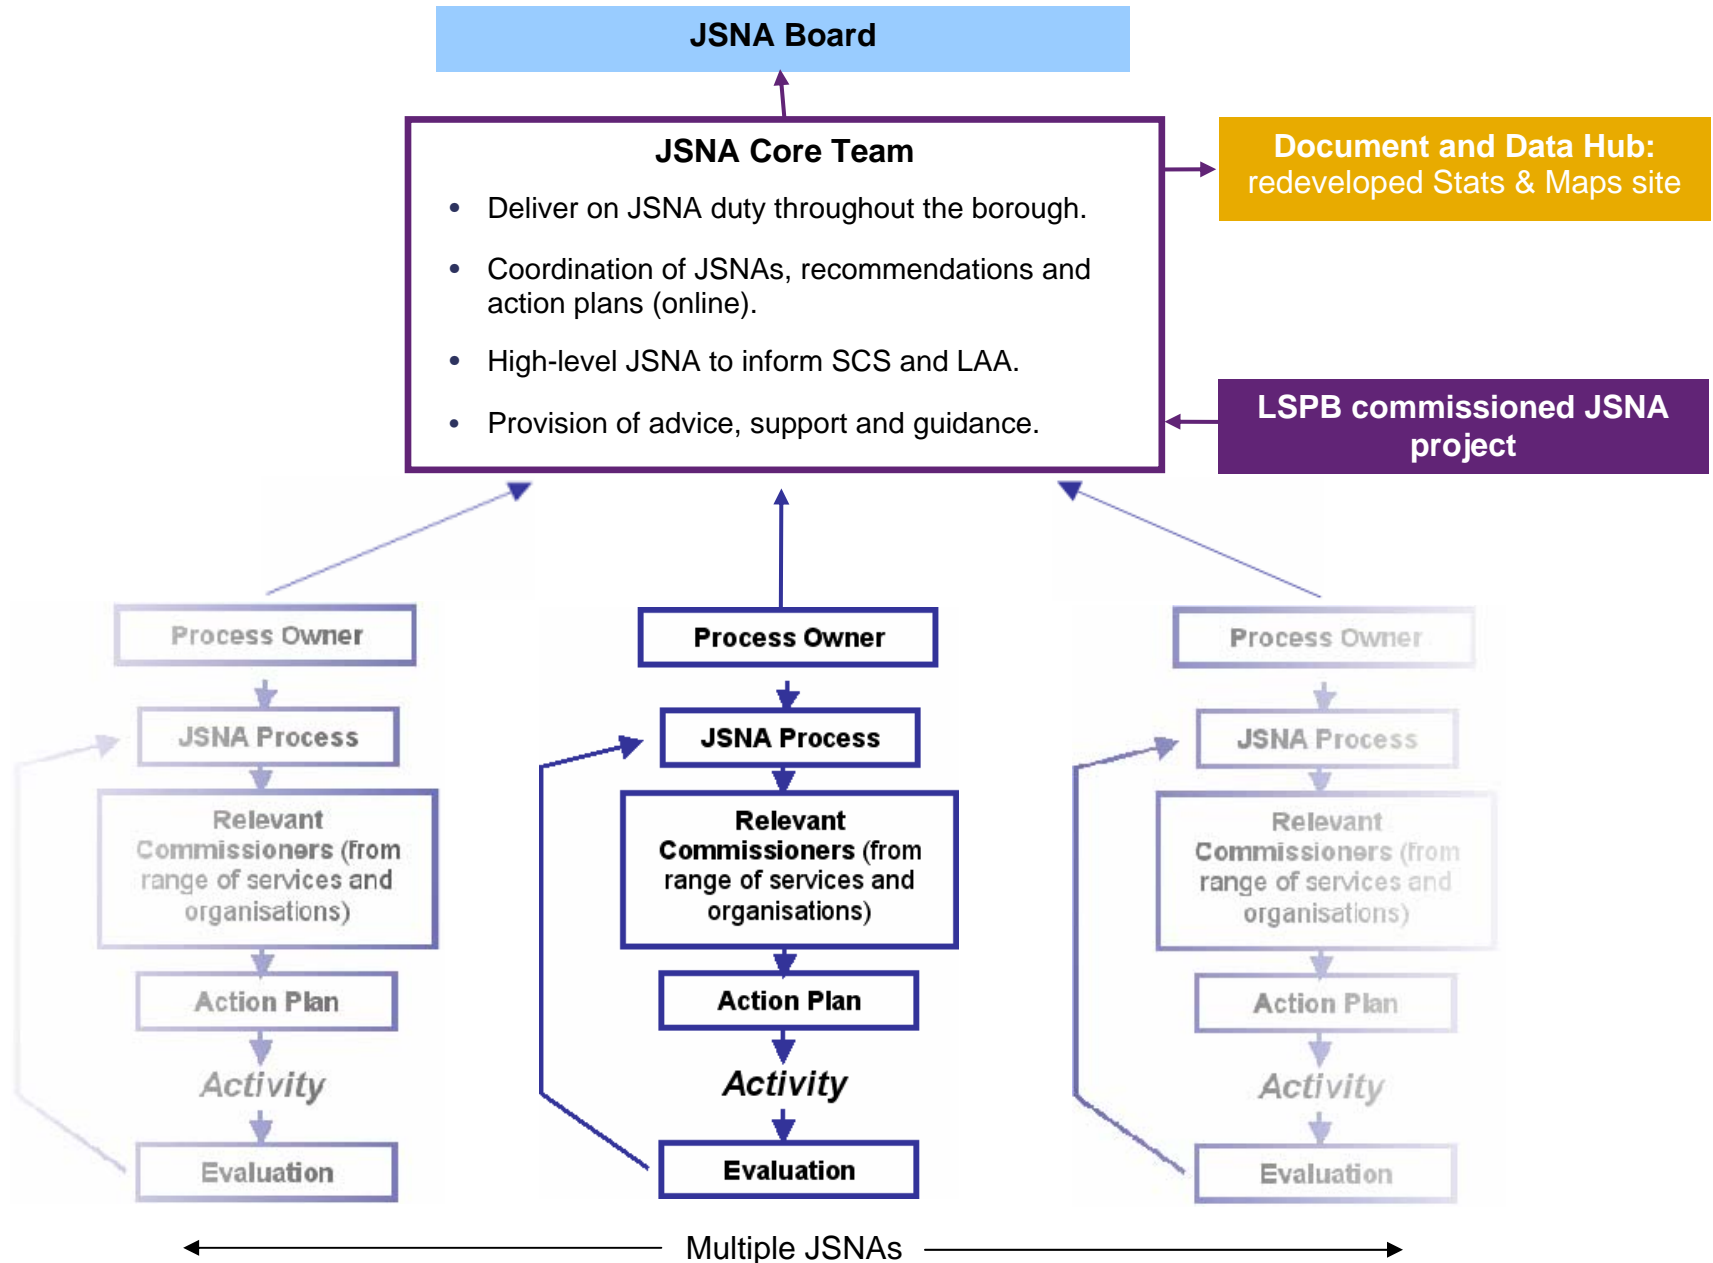 JSNA Board
JSNA Core Team
• Deliver on JSNA duty throughout the borough.
• Coordination of JSNAs, recommendations and
action plans (online).
• High-level JSNA to inform SCS and LAA.
• Provision of advice, support and guidance.
Document and Data Hub:
redeveloped Stats & Maps site
LSPB commissioned JSNA
project
Process Owner
JSNA Process
Relevant
Commissioners (from
range of services and
organisations)
Action Plan
Activity
Evaluation
Process Owner
JSNA Process
Relevant
Commissioners (from
range of services and
organisations)
Action Plan
Activity
Evaluation
Process Owner
JSNA Process
Relevant
Commissioners (from
range of services and
organisations)
Action Plan
Activity
Evaluation
Multiple JSNAs